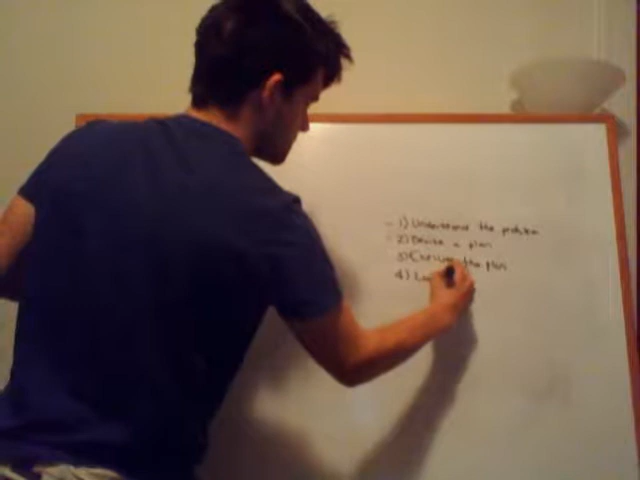 1) Understand the problem
2) Devise a plan
3) the plan
4)